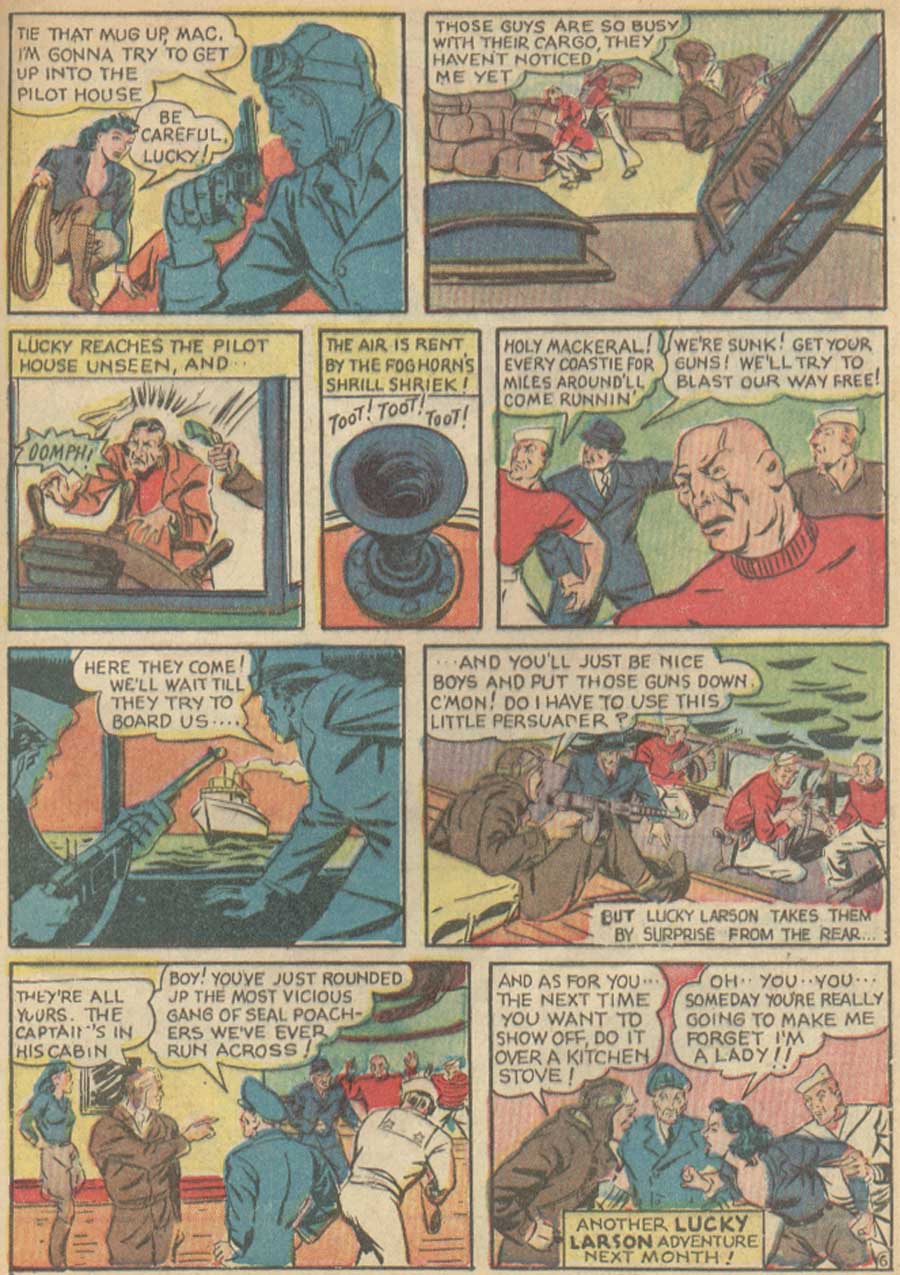 TIE THAT MUG UP, MAC.
I'M GONNA TRY TO GET
UP INTO THE
PILOT HOUSE
BE
CAREFUL,
LUCKY!
THOSE GUYS ARE SO BUSY
WITH THEIR CARGO, THEY
HAVEN'T NOTICED
ME YET
LUCKY REACHES THE PILOT
HOUSE UNSEEN, AND..
OOMPH!
THE AIR IS RENT
BY THE FOGHORN'S
SHRILL SHRIEK!
TOOT! TOOT! TOOT!
HOLY MACKERAL!
EVERY COASTIE FOR
MILES AROUND'LL
COME RUNNIN'
WE'RE SUNK! GET YOUR
GUNS! WE'LL TRY TO
BLAST OUR WAY FREE!
HERE THEY COME!
WE'LL WAIT TILL
THEY TRY TO
BOARD US....
...AND YOU'LL JUST BE NICE
BOYS AND PUT THOSE GUNS DOWN.
C'MON! DO I HAVE TO USE THIS
LITTLE PERSUADER?
BUT LUCKY LARSON TAKES THEM
BY SURPRISE FROM THE REAR...
THEY'RE ALL
YOURS. THE
CAPTAIN'S IN
HIS CABIN
BOY! YOU'VE JUST ROUNDED
UP THE MOST VICIOUS
GANG OF SEAL POACH-
ERS WE'VE EVER
RUN ACROSS!
AND AS FOR YOU...
THE NEXT TIME
YOU WANT TO
SHOW OFF, DO IT
OVER A KITCHEN
STOVE!
OH.. YOU..YOU...
SOMEDAY YOU'RE REALLY
GOING TO MAKE ME
FORGET I'M
A LADY!!
ANOTHER LUCKY
LARSON ADVENTURE
NEXT MONTH!
6